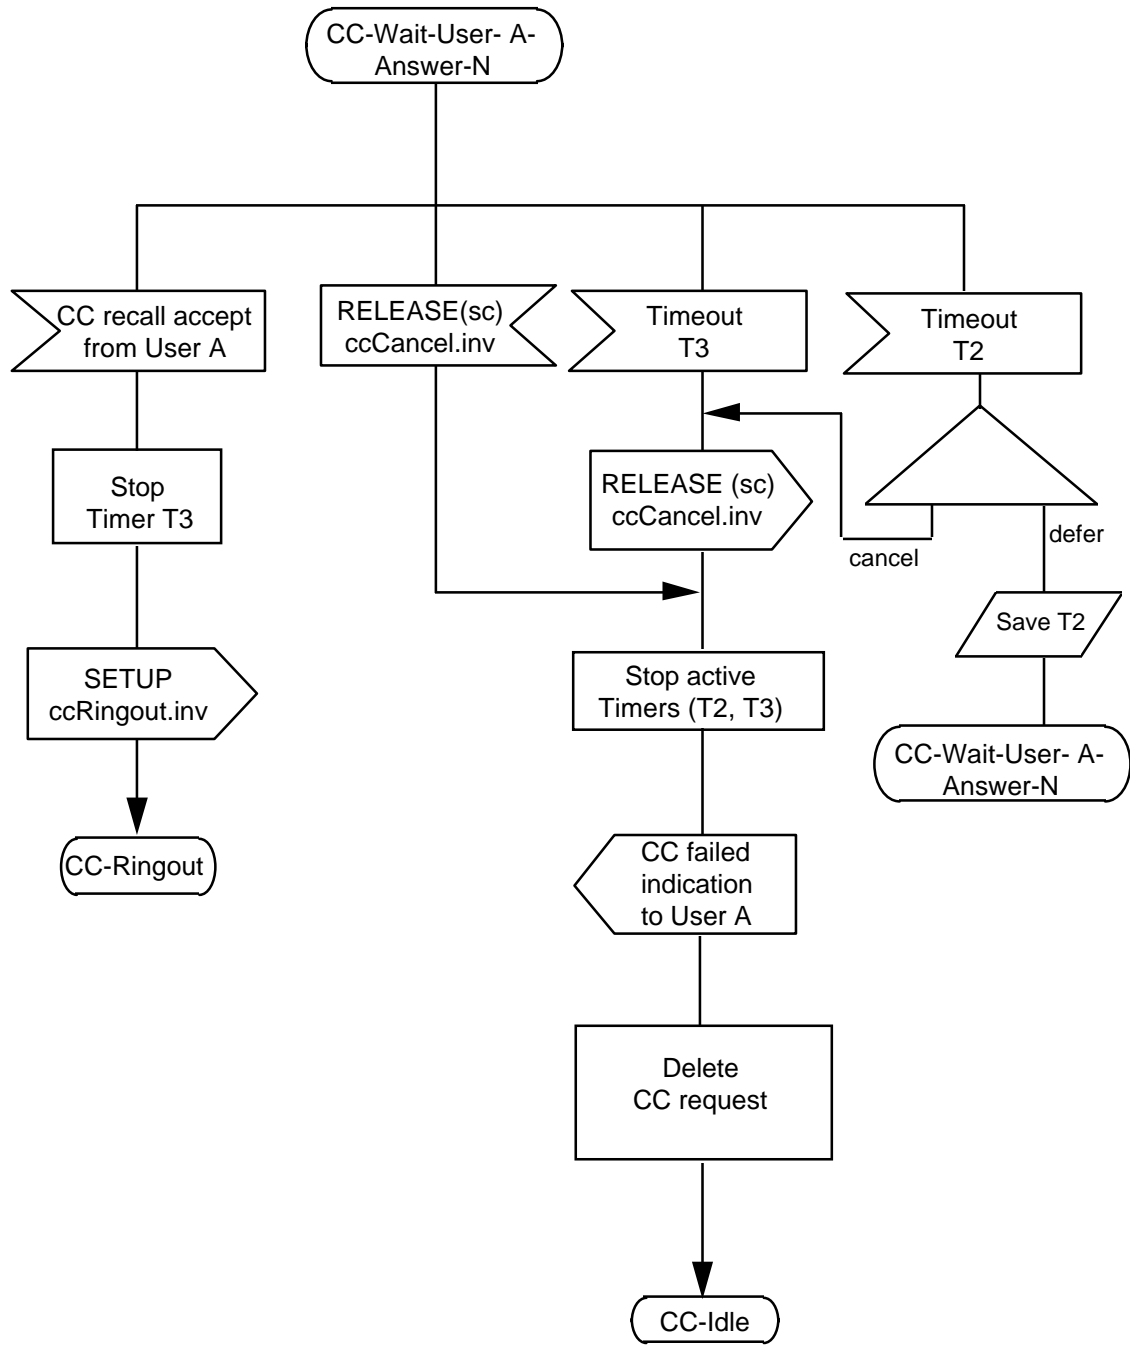 CC-Wait-User- A-
Answer-N
CC recall accept
from User A
RELEASE(sc)
ccCancel.inv
Timeout
T3
Timeout
T2
Stop
Timer T3
RELEASE (sc)
ccCancel.inv
cancel
defer
Save T2
SETUP
ccRingout.inv
Stop active
Timers (T2, T3)
CC-Wait-User- A-
Answer-N
CC-Ringout
CC failed
indication
to User A
Delete
CC request
CC-Idle